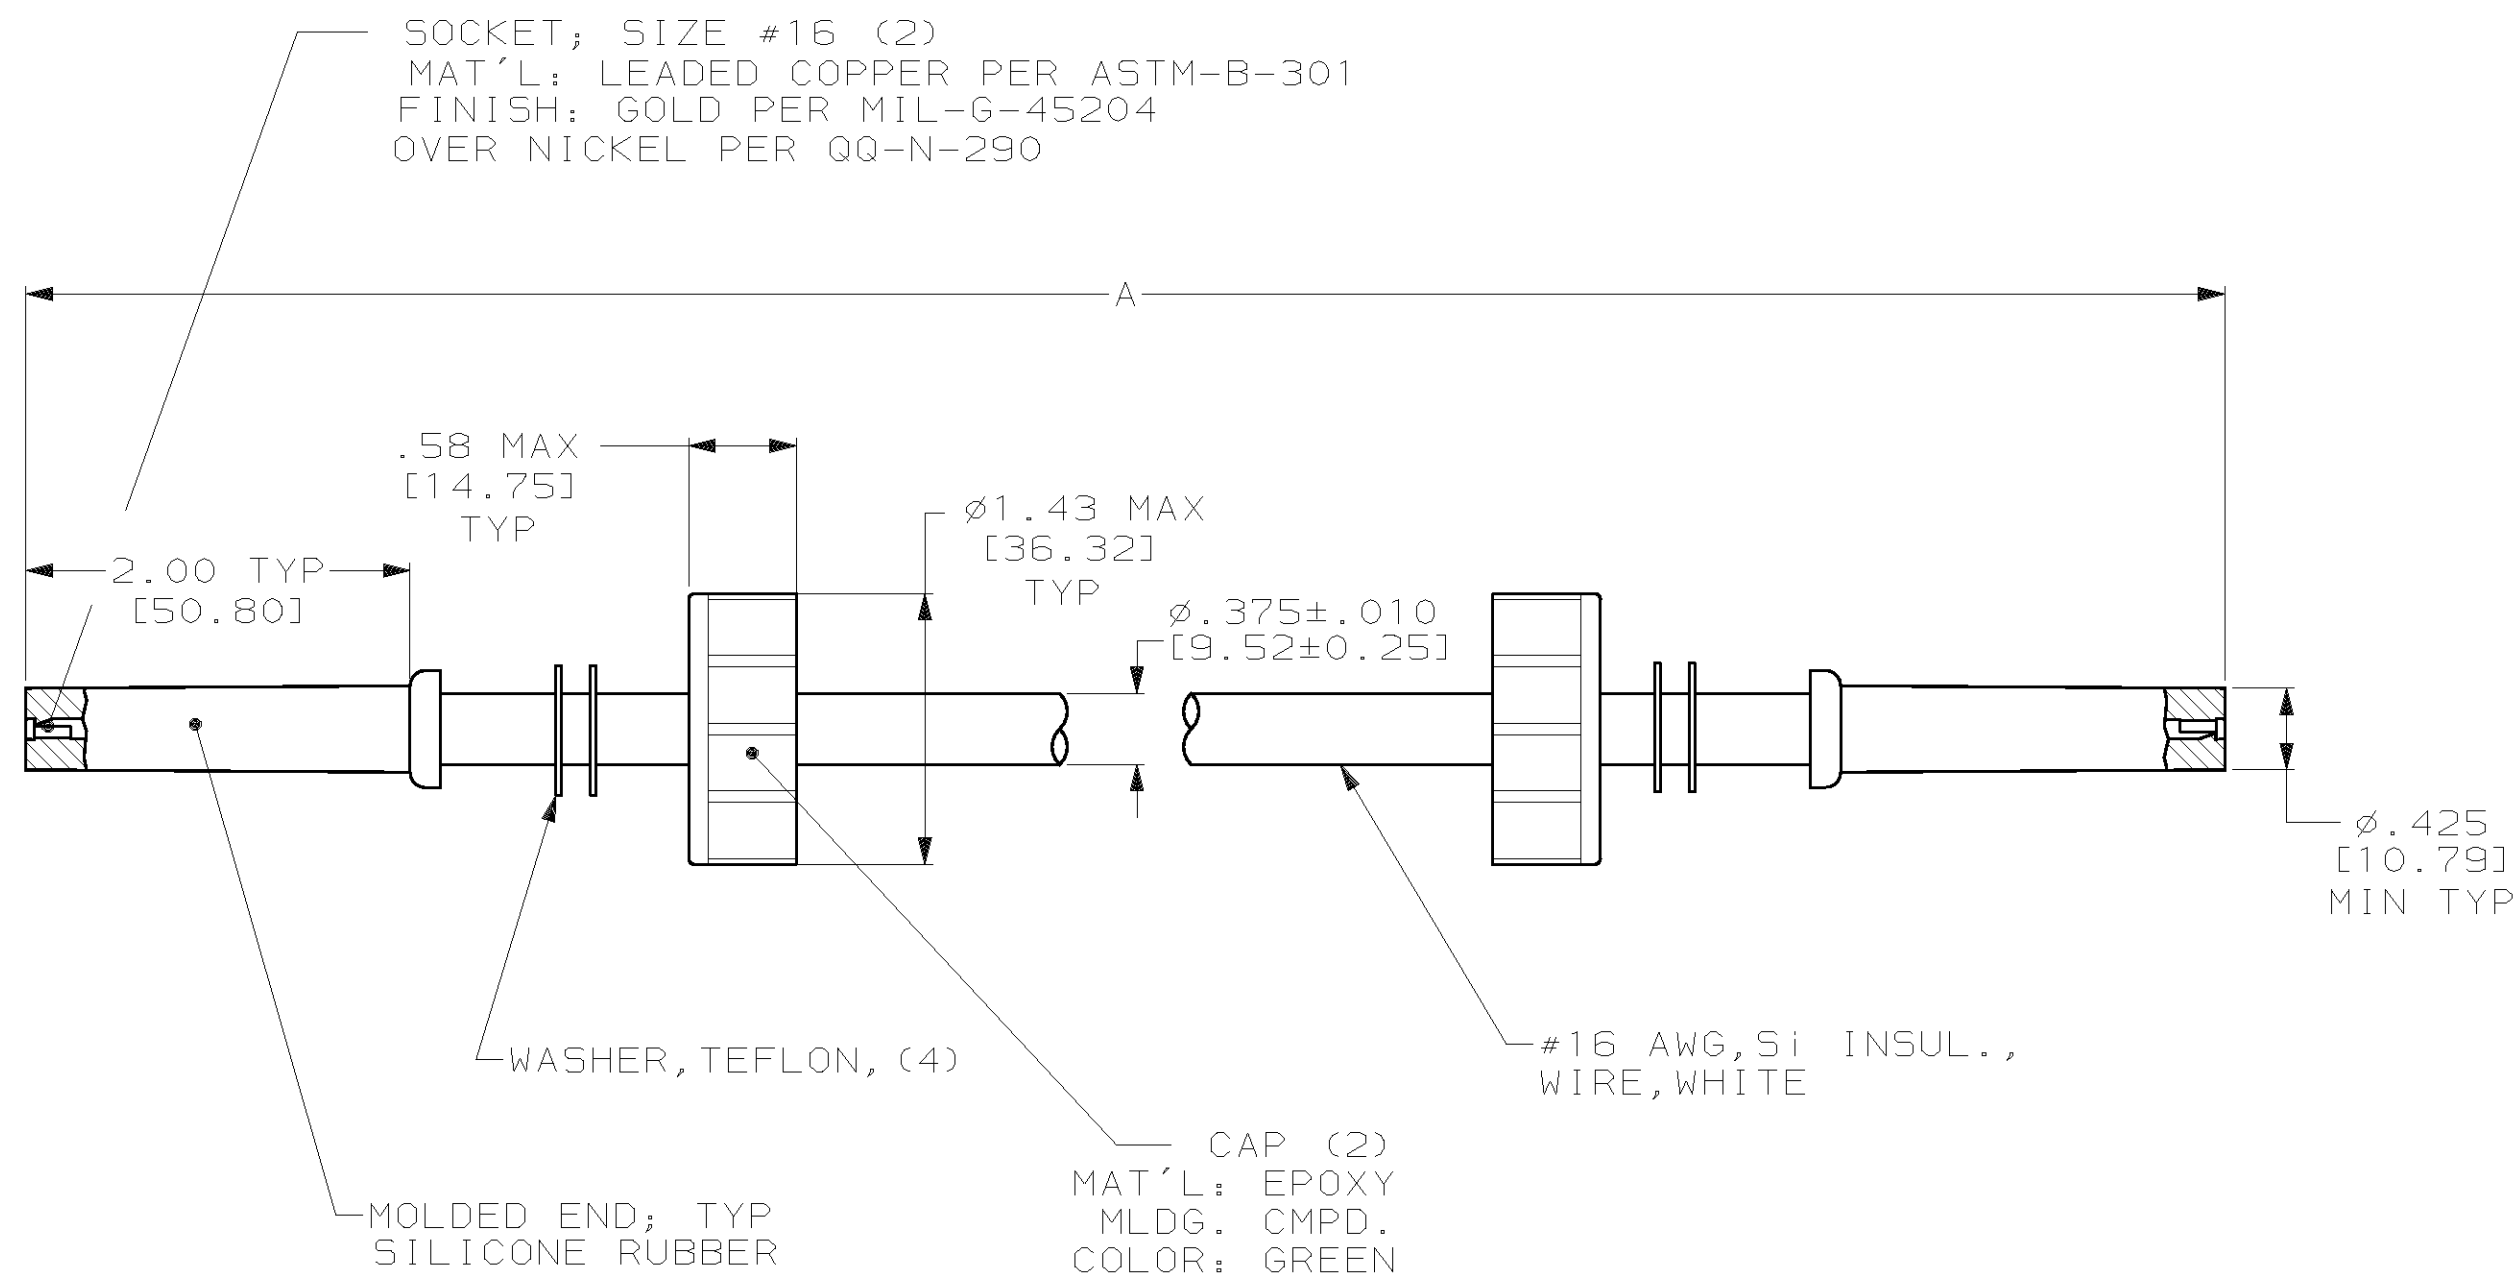 SOCKET; SIZE #16 (2)
MAT'L: LEADED COPPER PER ASTM-B-301
FINISH: GOLD PER MIL-G-45204
OVER NICKEL PER QQ-N-290
A
.58 MAX
[14.75]
TYP
ø1.43 MAX
[36.32]
TYP
2.00 TYP
[50.80]
ø.375±.010
[9.52±0.25]
ø.425
[10.79]
MIN TYP
WASHER,TEFLON,(4)
#16 AWG,Si INSUL.,
WIRE,WHITE
CAP (2)
MAT'L: EPOXY
MLDG. CMPD.
COLOR: GREEN
MOLDED END; TYP
SILICONE RUBBER